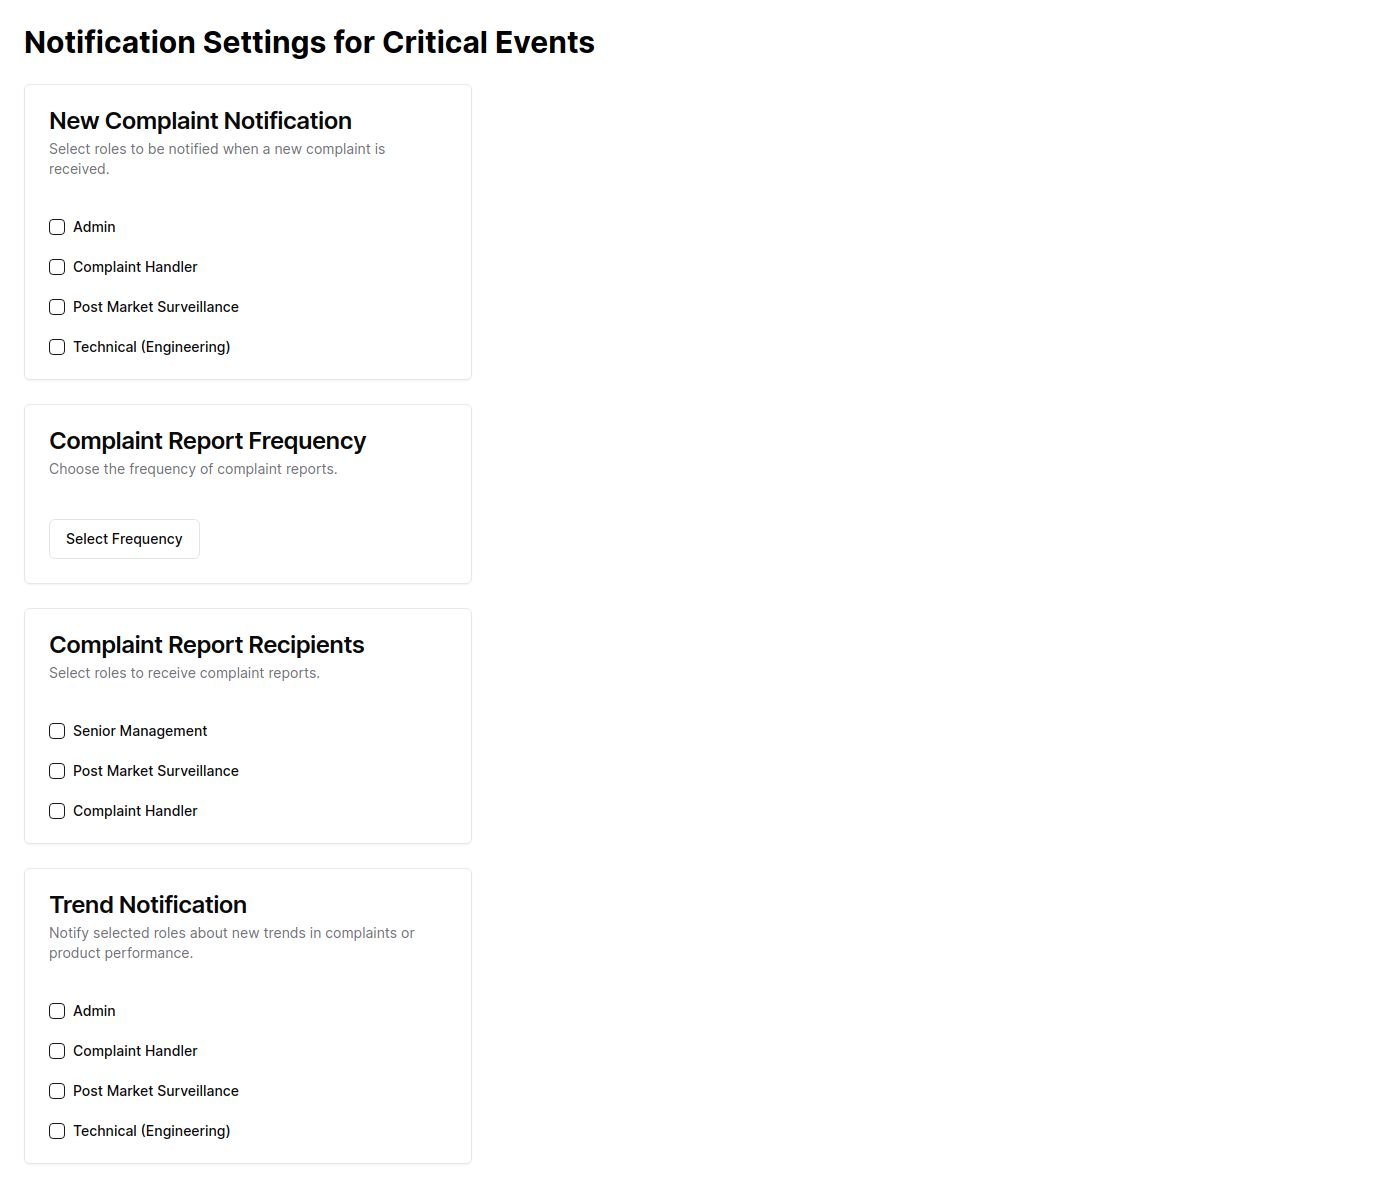 Notification Settings for Critical Events
New Complaint Notification
Select roles to be notified when a new complaint is
received.
Admin
Complaint Handler
Post Market Surveillance
Technical (Engineering)
Complaint Report Frequency
Choose the frequency of complaint reports.
Select Frequency
Complaint Report Recipients
Select roles to receive complaint reports.
Senior Management
Post Market Surveillance
Complaint Handler
Trend Notification
Notify selected roles about new trends in complaints or
product performance.
Admin
Complaint Handler
Post Market Surveillance
Technical (Engineering)